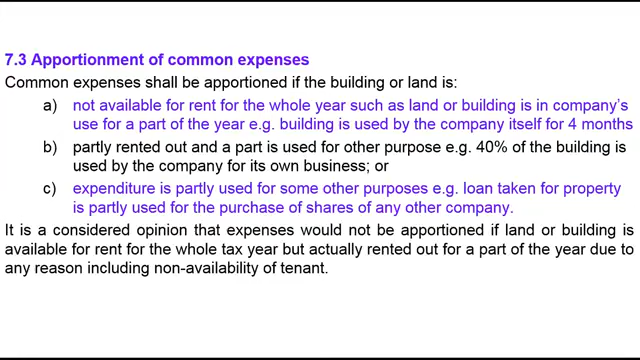 7.3 Apportionment of common expenses
Common expenses shall be apportioned if the building or land is:
a) not available for rent for the whole year such as land or building is in company's
use for a part of the year e.g. building is used by the company itself for 4 months
b) partly rented out and a part is used for other purpose e.g. 40% of the building is
used by the company for its own business; or
c) expenditure is partly used for some other purposes e.g. loan taken for property
is partly used for the purchase of shares of any other company.
It is a considered opinion that expenses would not be apportioned if land or building is
available for rent for the whole tax year but actually rented out for a part of the year due to
any reason including non-availability of tenant.